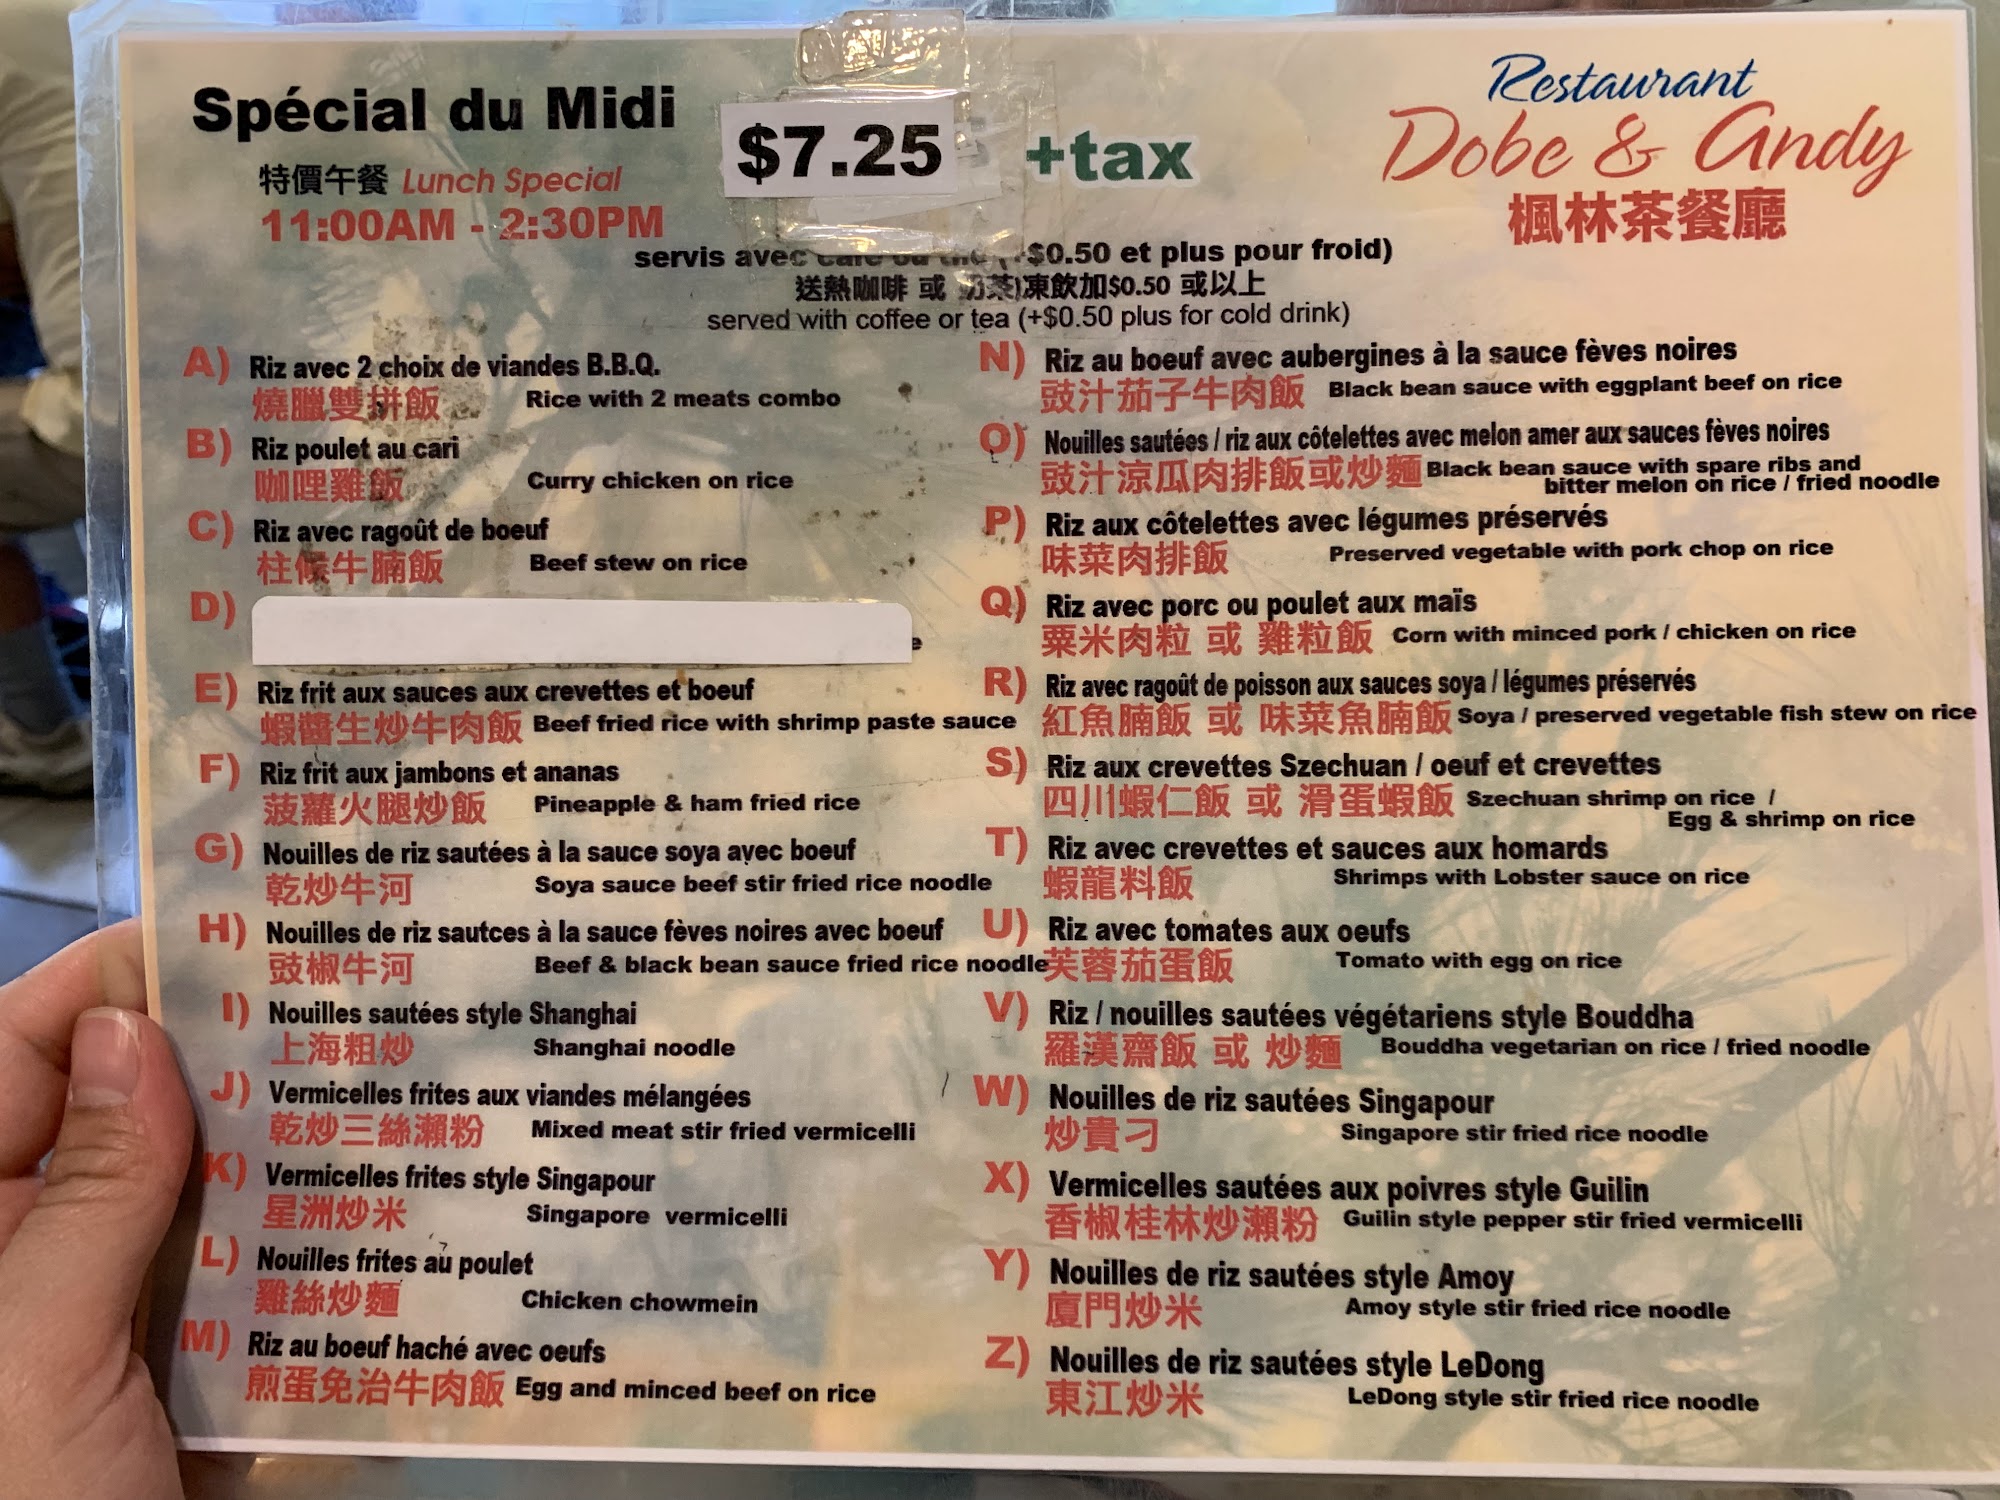 Spécial du Midi
$7.25
+tax
特價午餐 Lunch Special
11:00AM - 2:30PM
Restaurant
Dobe & Andy
楓林茶餐廳
servis avec café ou thé (+$0.50 et plus pour froid)
送熱咖啡 或 奶茶)凍飲加$0.50 或以上
served with coffee or tea (+$0.50 plus for cold drink)
A) Riz avec 2 choix de viandes B.B.Q.
燒臘雙拼飯 Rice with 2 meats combo
B) Riz poulet au cari
咖哩雞飯 Curry chicken on rice
C) Riz avec ragoût de boeuf
柱候牛腩飯 Beef stew on rice
D)
e
E) Riz frit aux sauces aux crevettes et boeuf
蝦醬生炒牛肉飯 Beef fried rice with shrimp paste sauce
F) Riz frit aux jambons et ananas
菠蘿火腿炒飯 Pineapple & ham fried rice
G) Nouilles de riz sautées à la sauce soya avec boeuf
乾炒牛河 Soya sauce beef stir fried rice noodle
H) Nouilles de riz sautces à la sauce fèves noires avec boeuf
豉椒牛河 Beef & black bean sauce fried rice noodle
I) Nouilles sautées style Shanghai
上海粗炒 Shanghai noodle
J) Vermicelles frites aux viandes mélangées
乾炒三絲瀨粉 Mixed meat stir fried vermicelli
K) Vermicelles frites style Singapour
星洲炒米 Singapore vermicelli
L) Nouilles frites au poulet
雞絲炒麵 Chicken chowmein
M) Riz au boeuf haché avec oeufs
煎蛋免治牛肉飯 Egg and minced beef on rice
N) Riz au boeuf avec aubergines à la sauce fèves noires
豉汁茄子牛肉飯 Black bean sauce with eggplant beef on rice
O) Nouilles sautées / riz aux côtelettes avec melon amer aux sauces fèves noires
豉汁涼瓜肉排飯或炒麵 Black bean sauce with spare ribs and
bitter melon on rice / fried noodle
P) Riz aux côtelettes avec légumes préservés
味菜肉排飯 Preserved vegetable with pork chop on rice
Q) Riz avec porc ou poulet aux maïs
粟米肉粒 或 雞粒飯 Corn with minced pork / chicken on rice
R) Riz avec ragoût de poisson aux sauces soya / légumes préservés
紅魚腩飯 或 味菜魚腩飯 Soya / preserved vegetable fish stew on rice
S) Riz aux crevettes Szechuan / oeuf et crevettes
四川蝦仁飯 或 滑蛋蝦飯 Szechuan shrimp on rice /
Egg & shrimp on rice
T) Riz avec crevettes et sauces aux homards
蝦龍料飯 Shrimps with Lobster sauce on rice
U) Riz avec tomates aux oeufs
芙蓉茄蛋飯 Tomato with egg on rice
V) Riz / nouilles sautées végétariens style Bouddha
羅漢齋飯 或 炒麵 Bouddha vegetarian on rice / fried noodle
W) Nouilles de riz sautées Singapour
炒貴刁 Singapore stir fried rice noodle
X) Vermicelles sautées aux poivres style Guilin
香椒桂林炒瀨粉 Guilin style pepper stir fried vermicelli
Y) Nouilles de riz sautées style Amoy
廈門炒米 Amoy style stir fried rice noodle
Z) Nouilles de riz sautées style LeDong
東江炒米 LeDong style stir fried rice noodle